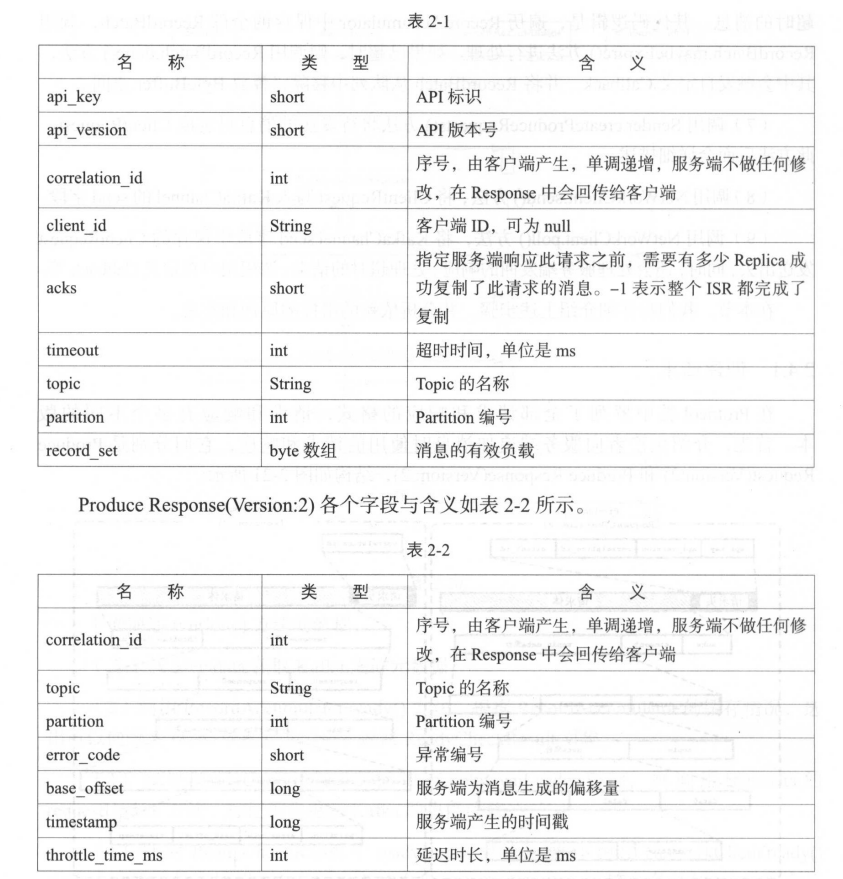 表 2-1
名 称 类 型 含 义
api_key short API 标识
api_version short API 版本号
correlation_id int 序号，由客户端产生，单调递增，服务端不做任何修
改，在 Response 中会回传给客户端
client_id String 客户端 ID，可为 null
acks short 指定服务端响应此请求之前，需要有多少 Replica 成
功复制了此请求的消息。–1 表示整个 ISR 都完成了
复制
timeout int 超时时间，单位是 ms
topic String Topic 的名称
partition int Partition 编号
record_set byte 数组 消息的有效负载
Produce Response(Version:2) 各个字段与含义如表 2-2 所示。
表 2-2
名 称 类 型 含 义
correlation_id int 序号，由客户端产生，单调递增，服务端不做任何修
改，在 Response 中会回传给客户端
topic String Topic 的名称
partition int Partition 编号
error_code short 异常编号
base_offset long 服务端为消息生成的偏移量
timestamp long 服务端产生的时间戳
throttle_time_ms int 延迟时长，单位是 ms